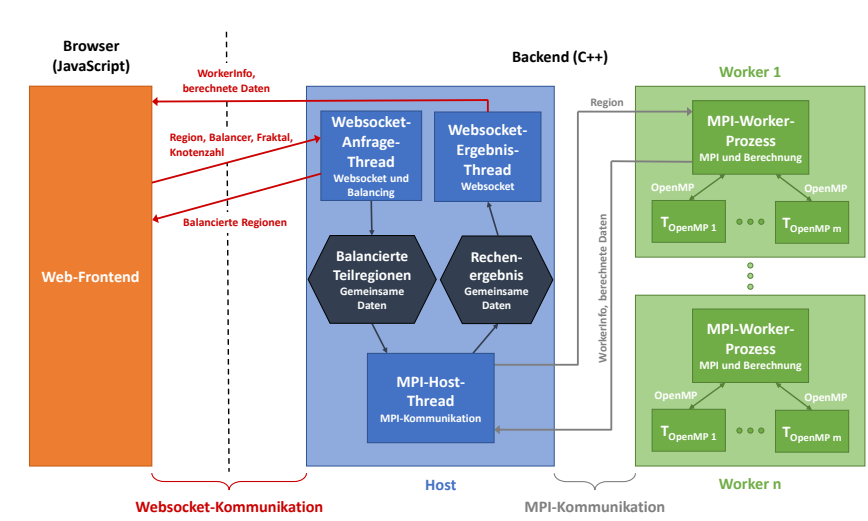 Browser
(JavaScript)
Backend (C++)
WorkerInfo,
berechnete Daten
Region, Balancer, Fraktal,
Knotenzahl
Balancierte Regionen
Web-Frontend
Websocket-
Anfrage-
Thread
Websocket und
Balancing
Websocket-
Ergebnis-
Thread
Websocket
Balancierte
Teilregionen
Gemeinsame
Daten
Rechen-
ergebnis
Gemeinsame
Daten
MPI-Host-
Thread
MPI-Kommunikation
Region
WorkerInfo, berechnete Daten
Worker 1
MPI-Worker-
Prozess
MPI und Berechnung
OpenMP
OpenMP
TOpenMP 1
TOpenMP m
MPI-Worker-
Prozess
MPI und Berechnung
OpenMP
OpenMP
TOpenMP 1
TOpenMP m
Host
Worker n
Websocket-Kommunikation
MPI-Kommunikation